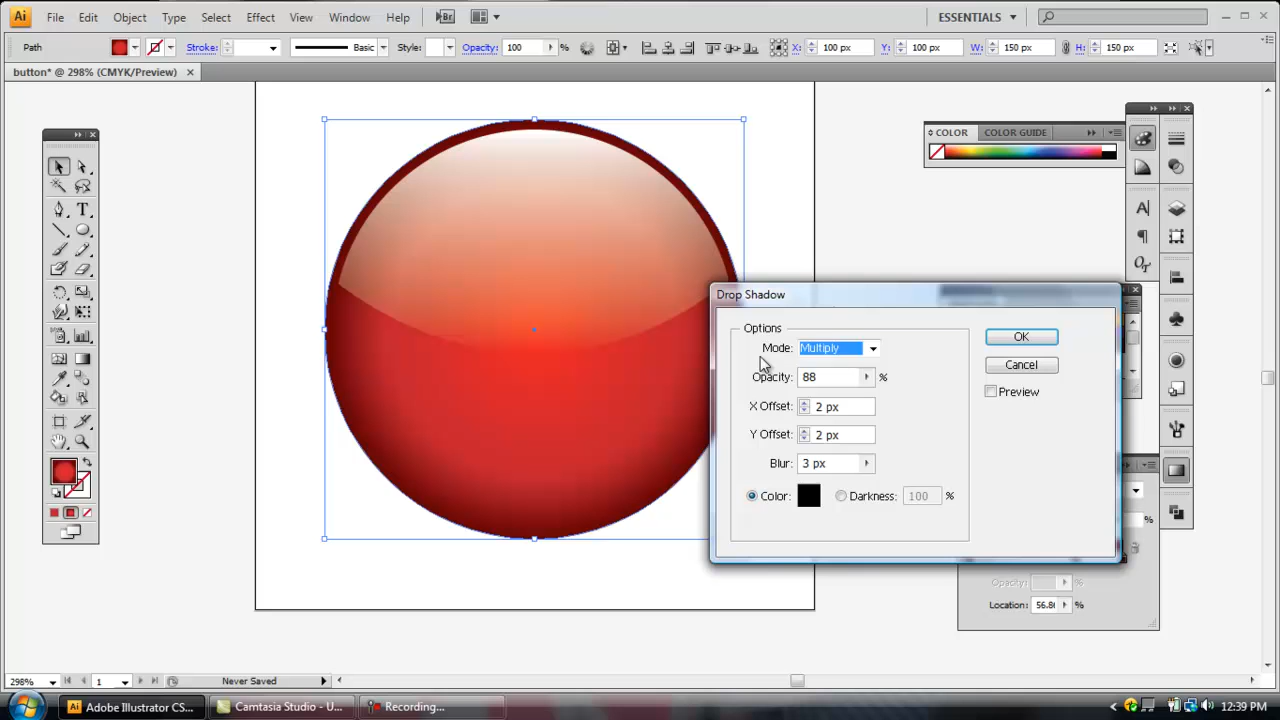 Ai File Edit Object Type Select Effect View Window Help Br ESSENTIALS
Path Stroke: Basic Style: Opacity: 100 % X: 100 px Y: 100 px W: 150 px H: 150 px
button* @ 298% (CMYK/Preview)
COLOR COLOR GUIDE
Drop Shadow
Options
Mode: Multiply
OK
Opacity: 88 %
Cancel
Preview
X Offset: 2 px
Y Offset: 2 px
Blur: 3 px
Color: Darkness: 100 %
%
Opacity: %
Location: 56.8 %
298% 1 Never Saved
Ai Adobe Illustrator CS... Camtasia Studio - U... Recording... 12:39 PM